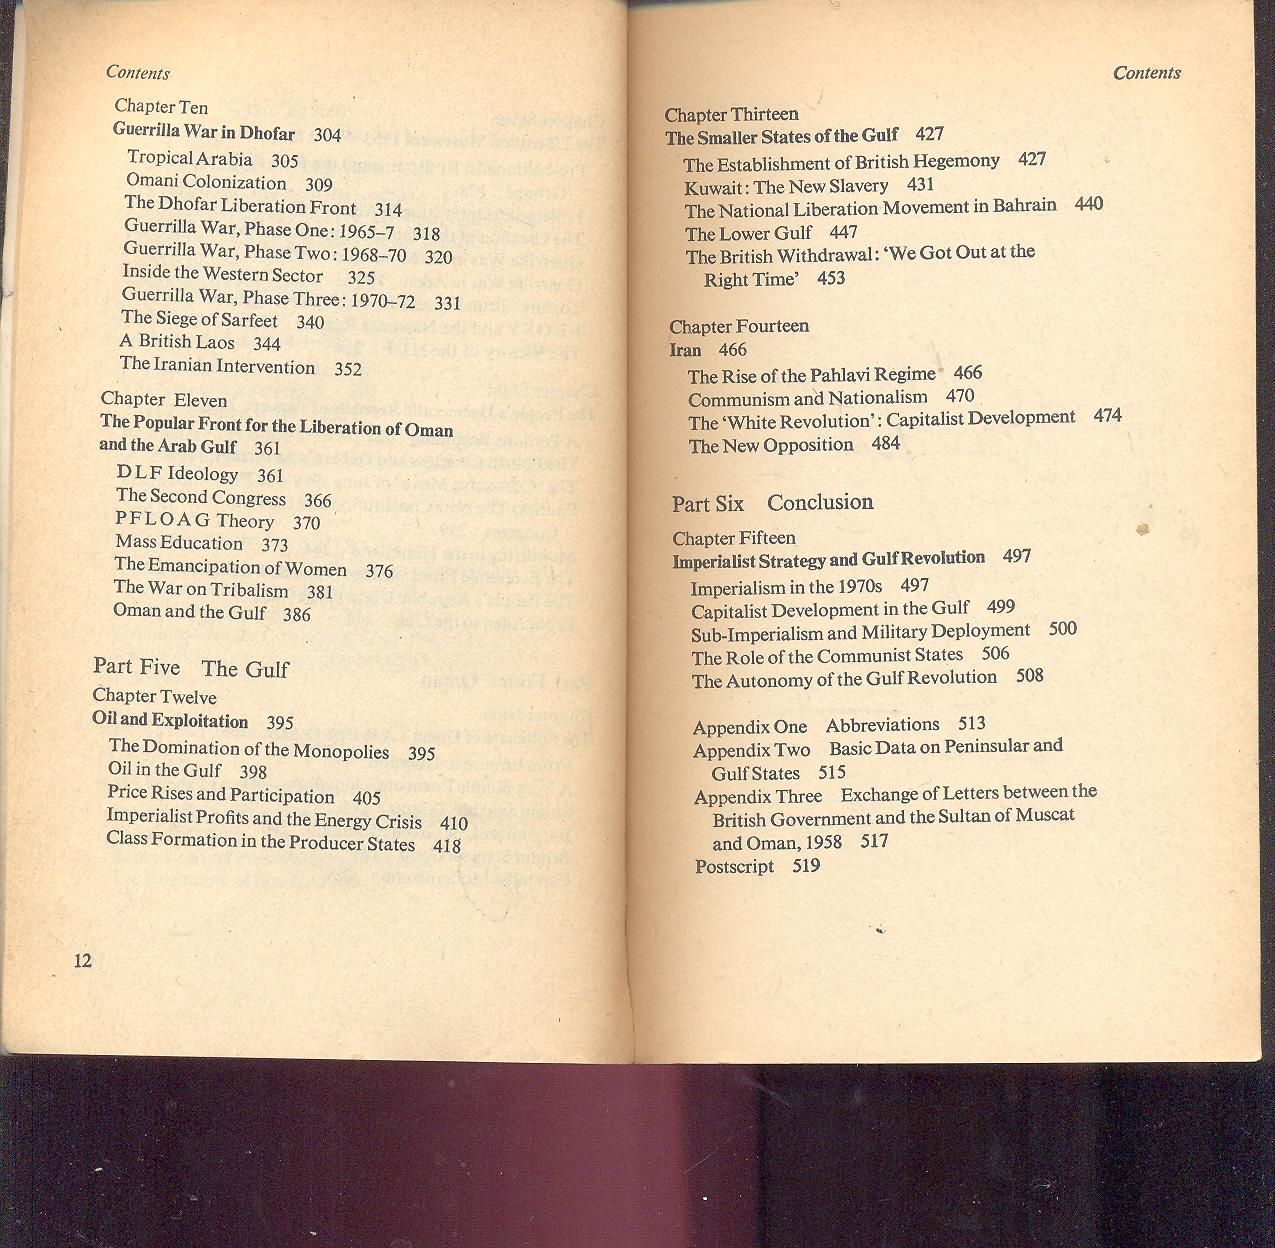 Contents
Chapter Ten
Guerrilla War in Dhofar 304
Tropical Arabia 305
Omani Colonization 309
The Dhofar Liberation Front 314
Guerrilla War, Phase One: 1965–7 318
Guerrilla War, Phase Two: 1968–70 320
Inside the Western Sector 325
Guerrilla War, Phase Three: 1970–72 331
The Siege of Sarfeet 340
A British Laos 344
The Iranian Intervention 352
Chapter Eleven
The Popular Front for the Liberation of Oman
and the Arab Gulf 361
DLF Ideology 361
The Second Congress 366
PFLOAG Theory 370
Mass Education 373
The Emancipation of Women 376
The War on Tribalism 381
Oman and the Gulf 386
Part Five The Gulf
Chapter Twelve
Oil and Exploitation 395
The Domination of the Monopolies 395
Oil in the Gulf 398
Price Rises and Participation 405
Imperialist Profits and the Energy Crisis 410
Class Formation in the Producer States 418
12
Contents
Chapter Thirteen
The Smaller States of the Gulf 427
The Establishment of British Hegemony 427
Kuwait: The New Slavery 431
The National Liberation Movement in Bahrain 440
The Lower Gulf 447
The British Withdrawal: ‘We Got Out at the
Right Time’ 453
Chapter Fourteen
Iran 466
The Rise of the Pahlavi Regime 466
Communism and Nationalism 470
The ‘White Revolution’: Capitalist Development 474
The New Opposition 484
Part Six Conclusion
Chapter Fifteen
Imperialist Strategy and Gulf Revolution 497
Imperialism in the 1970s 497
Capitalist Development in the Gulf 499
Sub-Imperialism and Military Deployment 500
The Role of the Communist States 506
The Autonomy of the Gulf Revolution 508
Appendix One Abbreviations 513
Appendix Two Basic Data on Peninsular and
Gulf States 515
Appendix Three Exchange of Letters between the
British Government and the Sultan of Muscat
and Oman, 1958 517
Postscript 519